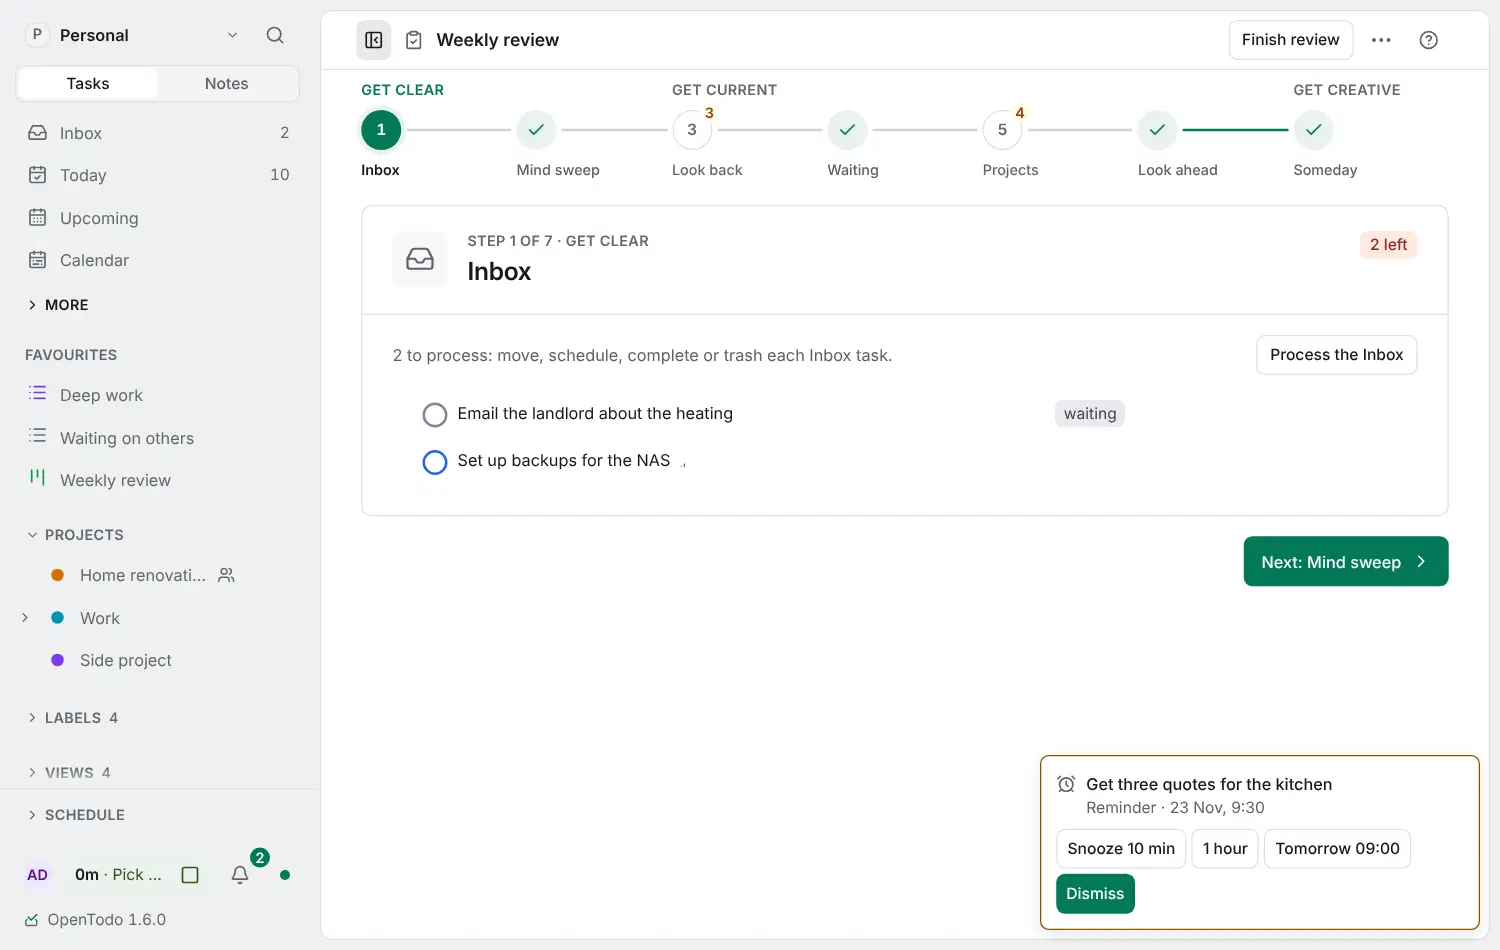 P Personal
Tasks Notes
Inbox 2
Today 10
Upcoming
Calendar
MORE
FAVOURITES
Deep work
Waiting on others
Weekly review
PROJECTS
Home renovati...
Work
Side project
LABELS 4
VIEWS 4
SCHEDULE
AD 0m · Pick ... 2
OpenTodo 1.6.0
Weekly review
Finish review
GET CLEAR GET CURRENT GET CREATIVE
1 3 3 5 4
Inbox Mind sweep Look back Waiting Projects Look ahead Someday
STEP 1 OF 7 · GET CLEAR
Inbox
2 left
2 to process: move, schedule, complete or trash each Inbox task.
Process the Inbox
Email the landlord about the heating waiting
Set up backups for the NAS
Next: Mind sweep
Get three quotes for the kitchen
Reminder · 23 Nov, 9:30
Snooze 10 min 1 hour Tomorrow 09:00
Dismiss